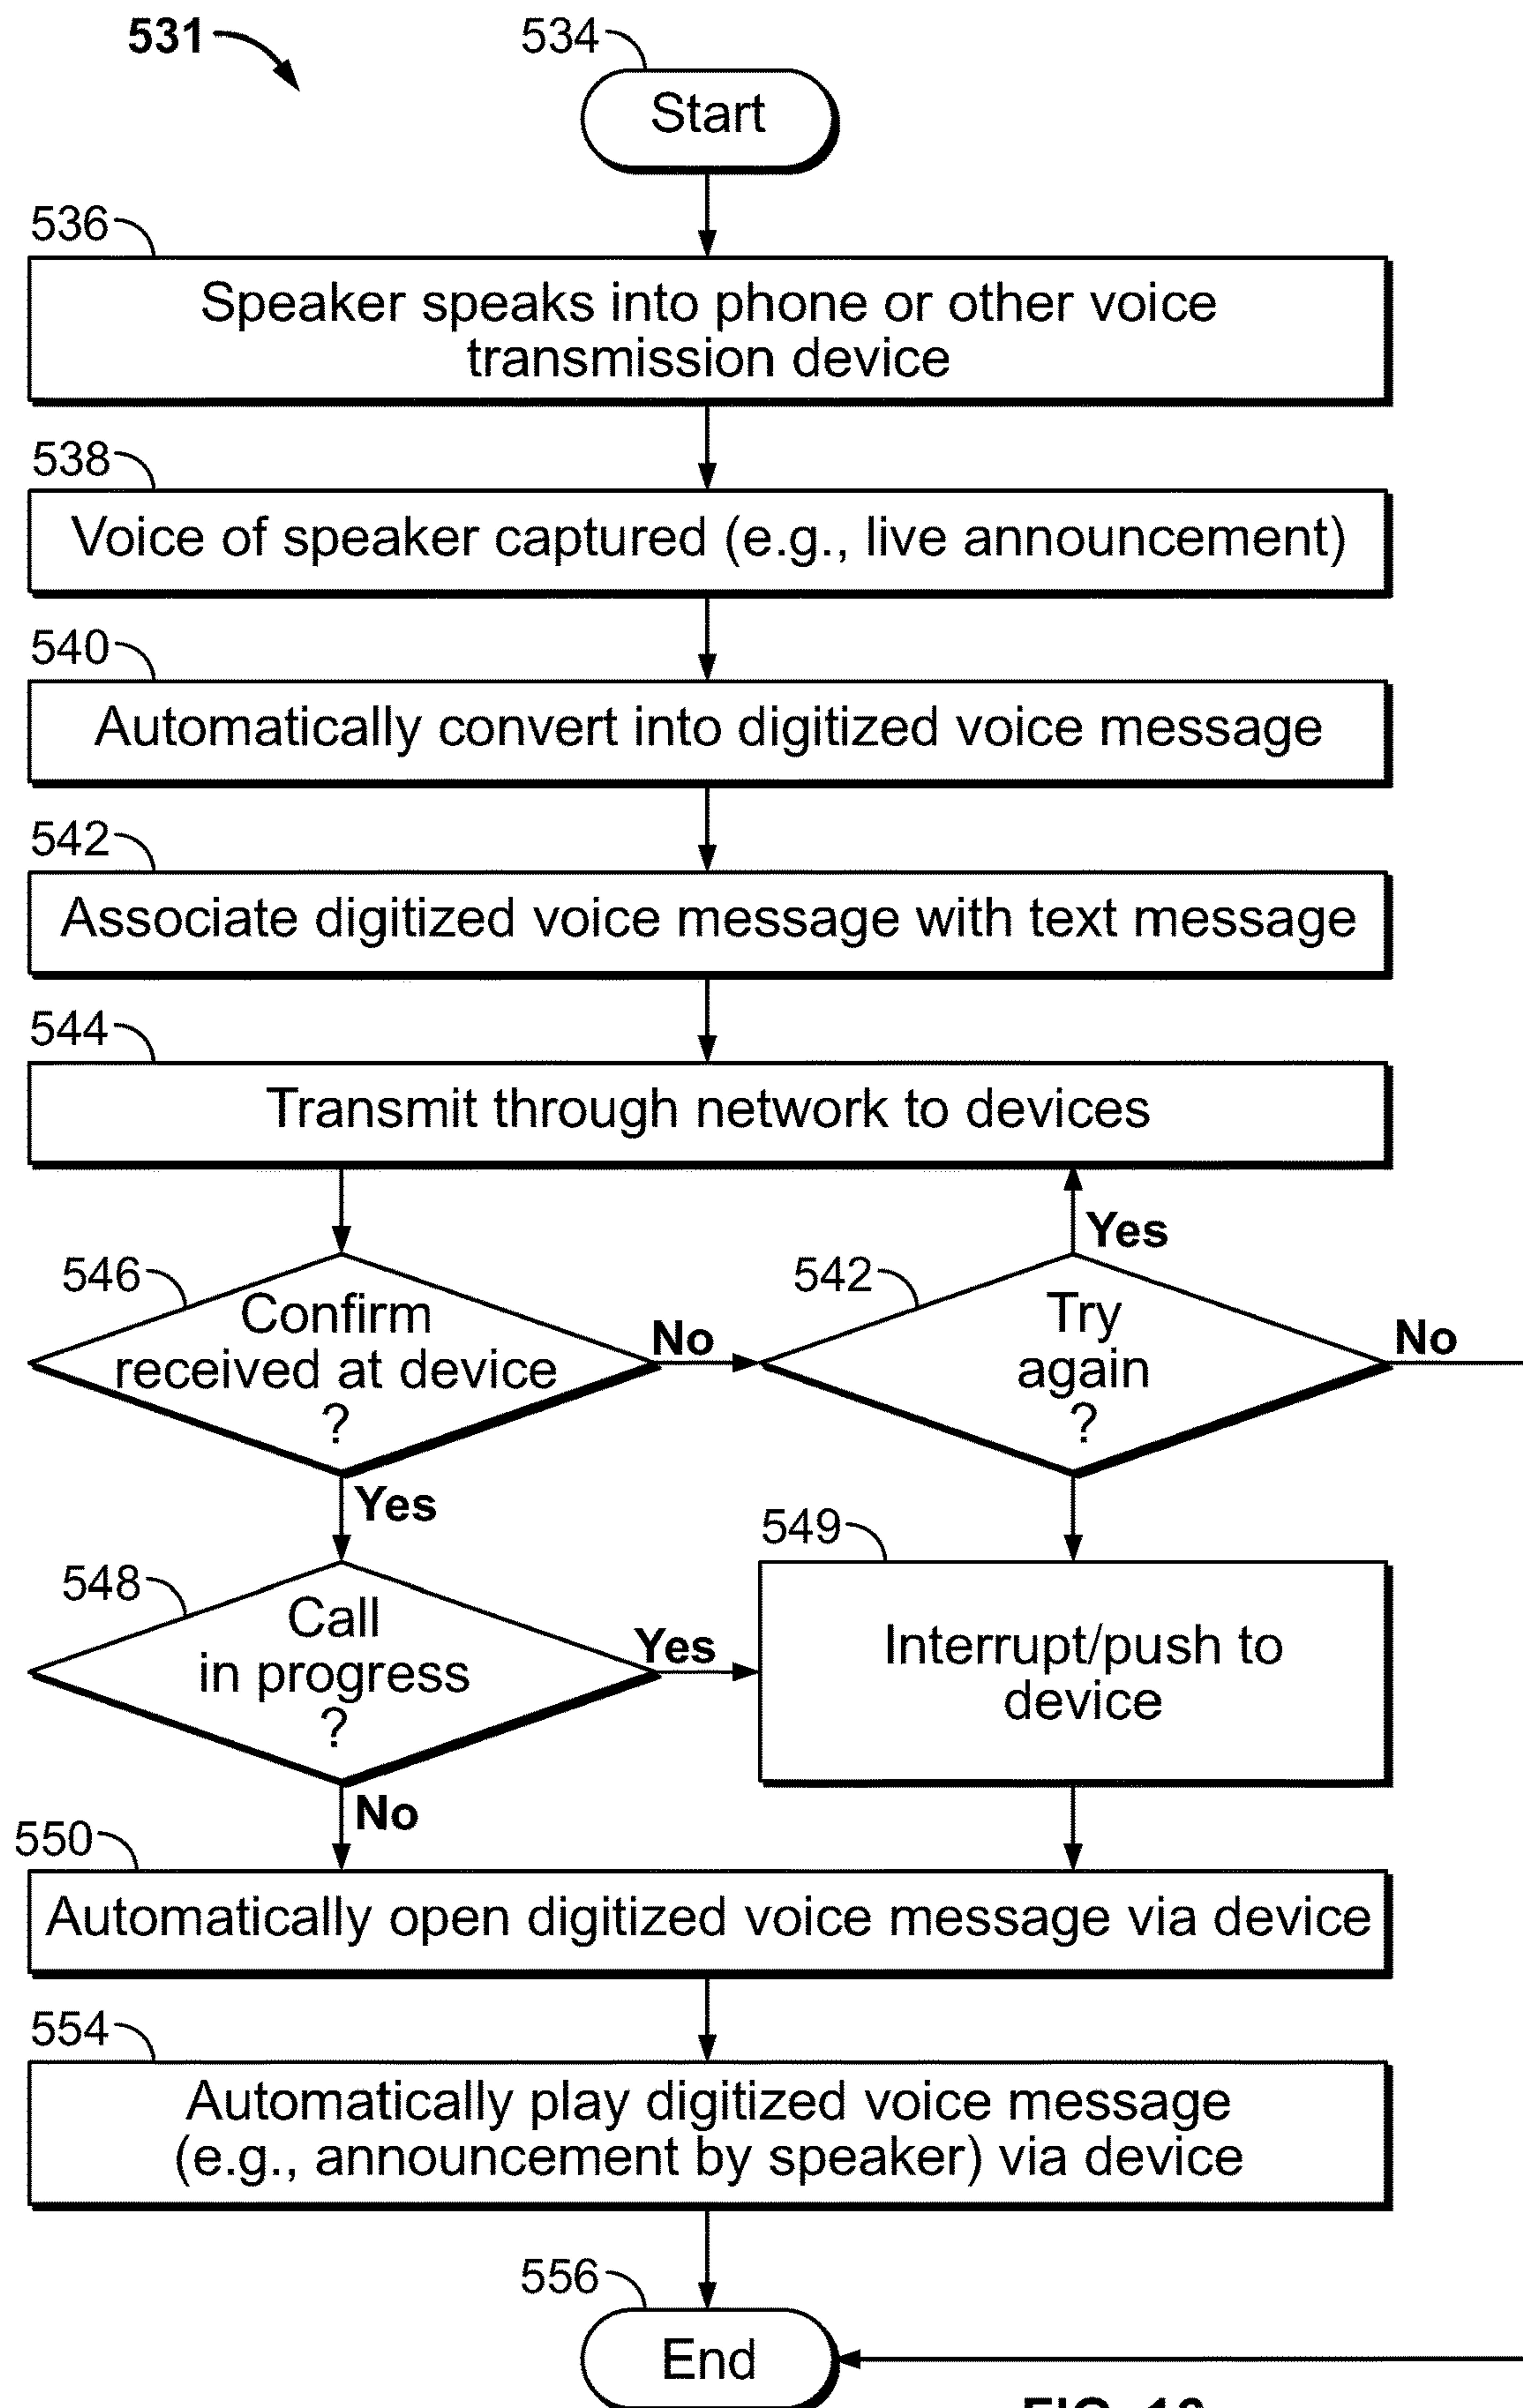 531
534
Start
536
Speaker speaks into phone or other voice
transmission device
538
Voice of speaker captured (e.g., live announcement)
540
Automatically convert into digitized voice message
542
Associate digitized voice message with text message
544
Transmit through network to devices
Yes
546
Confirm
received at device
?
No
542
Try
again
?
No
Yes
548
Call
in progress
?
Yes
549
Interrupt/push to
device
No
550
Automatically open digitized voice message via device
554
Automatically play digitized voice message
(e.g., announcement by speaker) via device
556
End